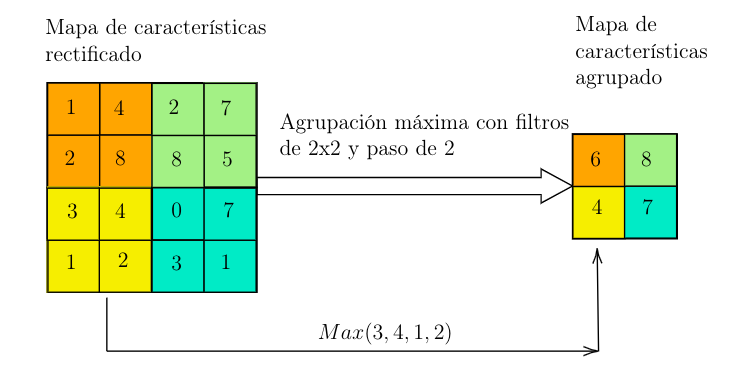 Mapa de características
rectificado
Mapa de
características
agrupado
1 4 2 7
2 8 8 5
3 4 0 7
1 2 3 1
Agrupación máxima con filtros
de 2x2 y paso de 2
6 8
4 7
Max(3, 4, 1, 2)